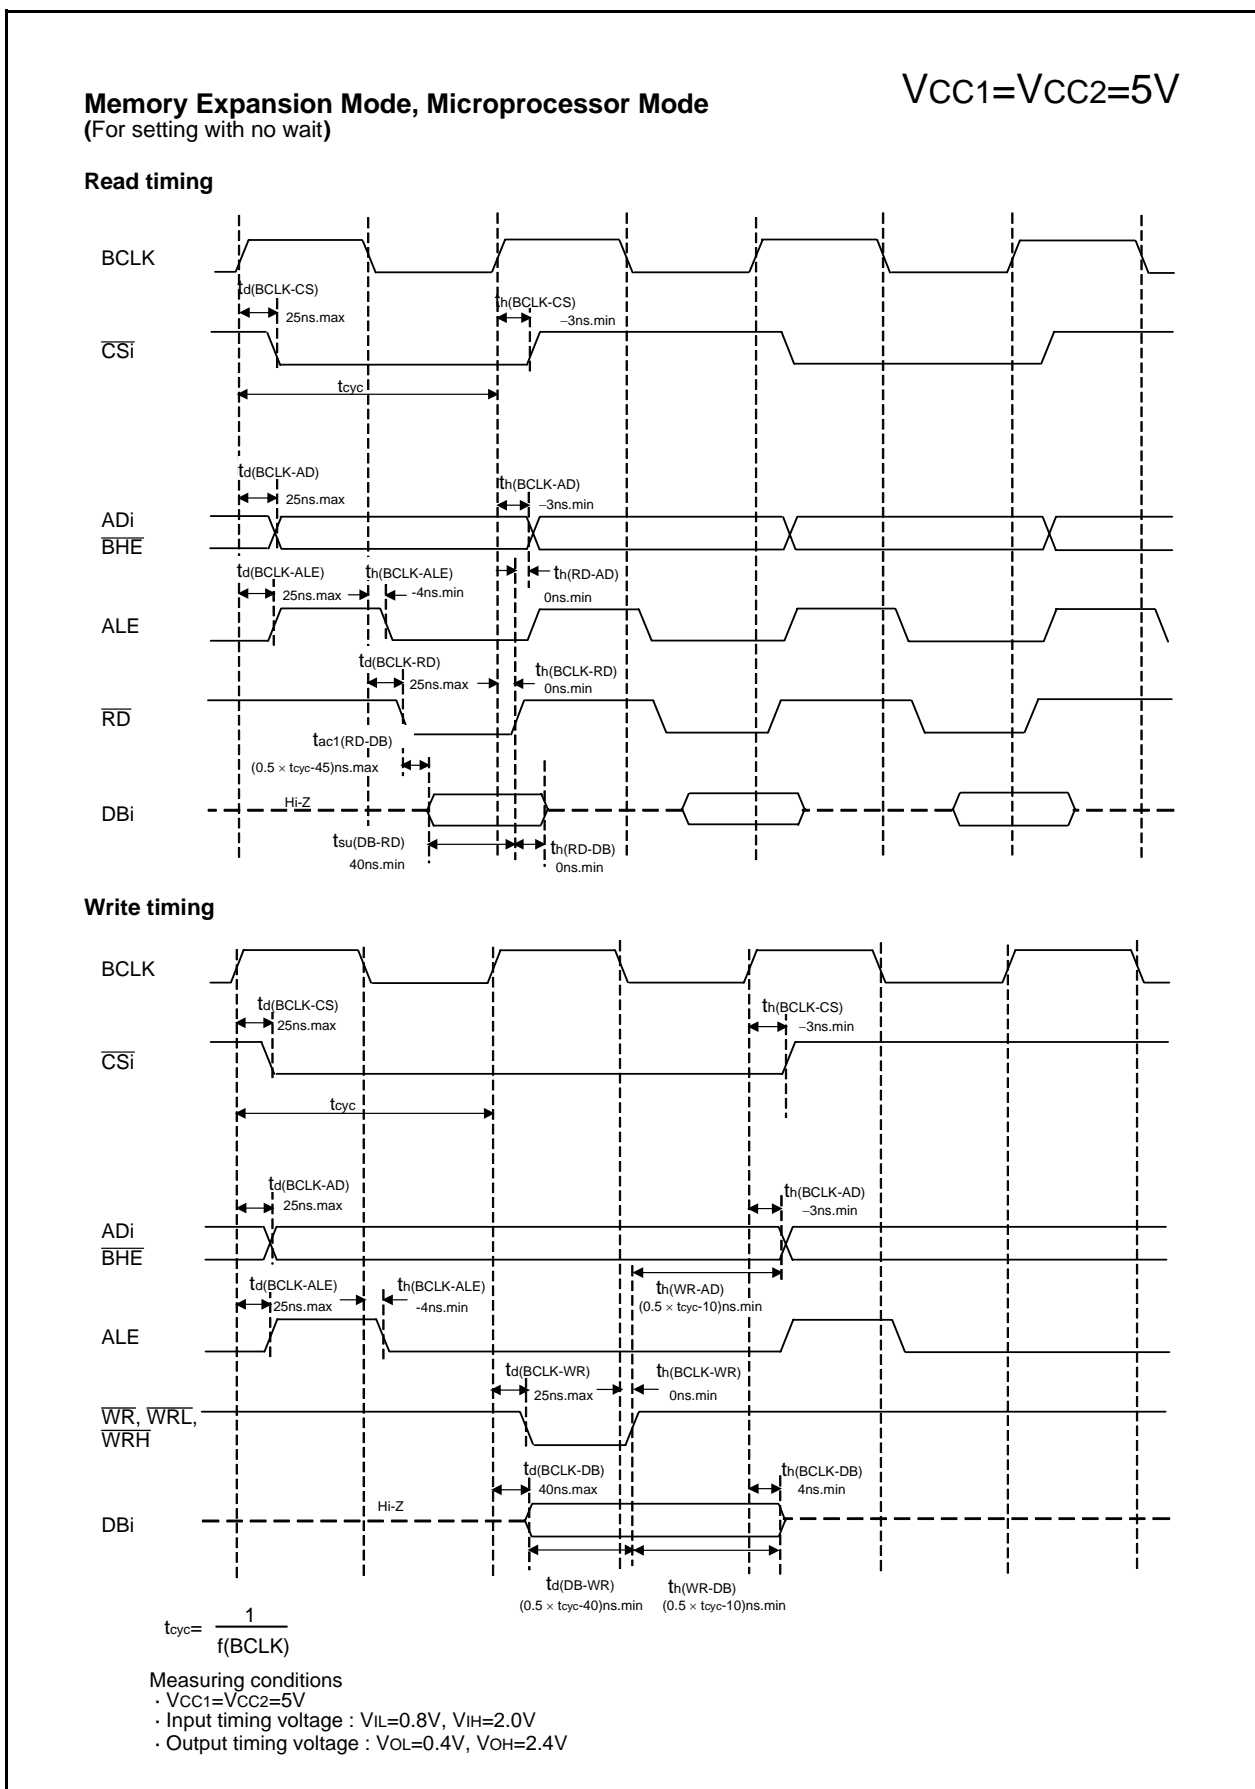 VCC1=VCC2=5V
Memory Expansion Mode, Microprocessor Mode
(For setting with no wait)
Read timing
BCLK
td(BCLK-CS)
25ns.max
th(BCLK-CS)
−3ns.min
CSi
tcyc
td(BCLK-AD)
25ns.max
th(BCLK-AD)
−3ns.min
ADi
BHE
td(BCLK-ALE)
25ns.max
th(BCLK-ALE)
-4ns.min
th(RD-AD)
0ns.min
ALE
td(BCLK-RD)
25ns.max
th(BCLK-RD)
0ns.min
RD
tac1(RD-DB)
(0.5 × tcyc-45)ns.max
Hi-Z
DBi
tsu(DB-RD)
40ns.min
th(RD-DB)
0ns.min
Write timing
BCLK
td(BCLK-CS)
25ns.max
th(BCLK-CS)
−3ns.min
CSi
tcyc
td(BCLK-AD)
25ns.max
th(BCLK-AD)
−3ns.min
ADi
BHE
td(BCLK-ALE)
25ns.max
th(BCLK-ALE)
-4ns.min
th(WR-AD)
(0.5 × tcyc-10)ns.min
ALE
td(BCLK-WR)
25ns.max
th(BCLK-WR)
0ns.min
WR, WRL,
WRH
td(BCLK-DB)
40ns.max
th(BCLK-DB)
4ns.min
Hi-Z
DBi
td(DB-WR)
(0.5 × tcyc-40)ns.min
th(WR-DB)
(0.5 × tcyc-10)ns.min
tcyc= 1
f(BCLK)
Measuring conditions
· VCC1=VCC2=5V
· Input timing voltage : VIL=0.8V, VIH=2.0V
· Output timing voltage : VOL=0.4V, VOH=2.4V